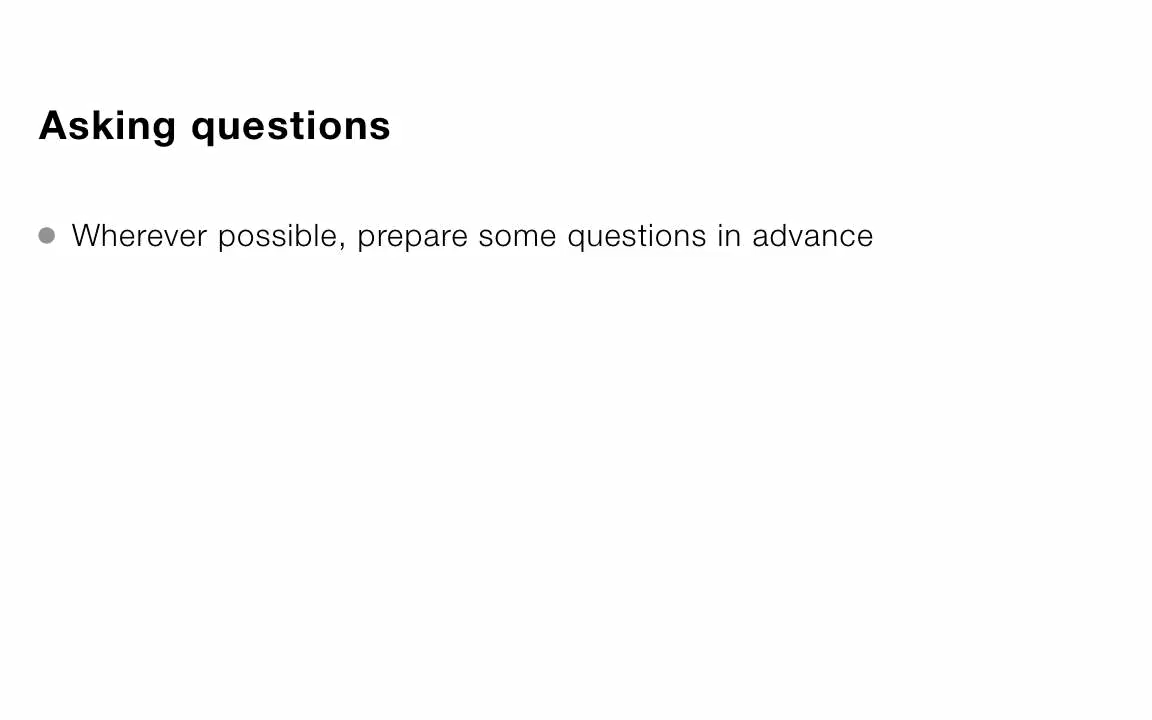 Asking questions
Wherever possible, prepare some questions in advance